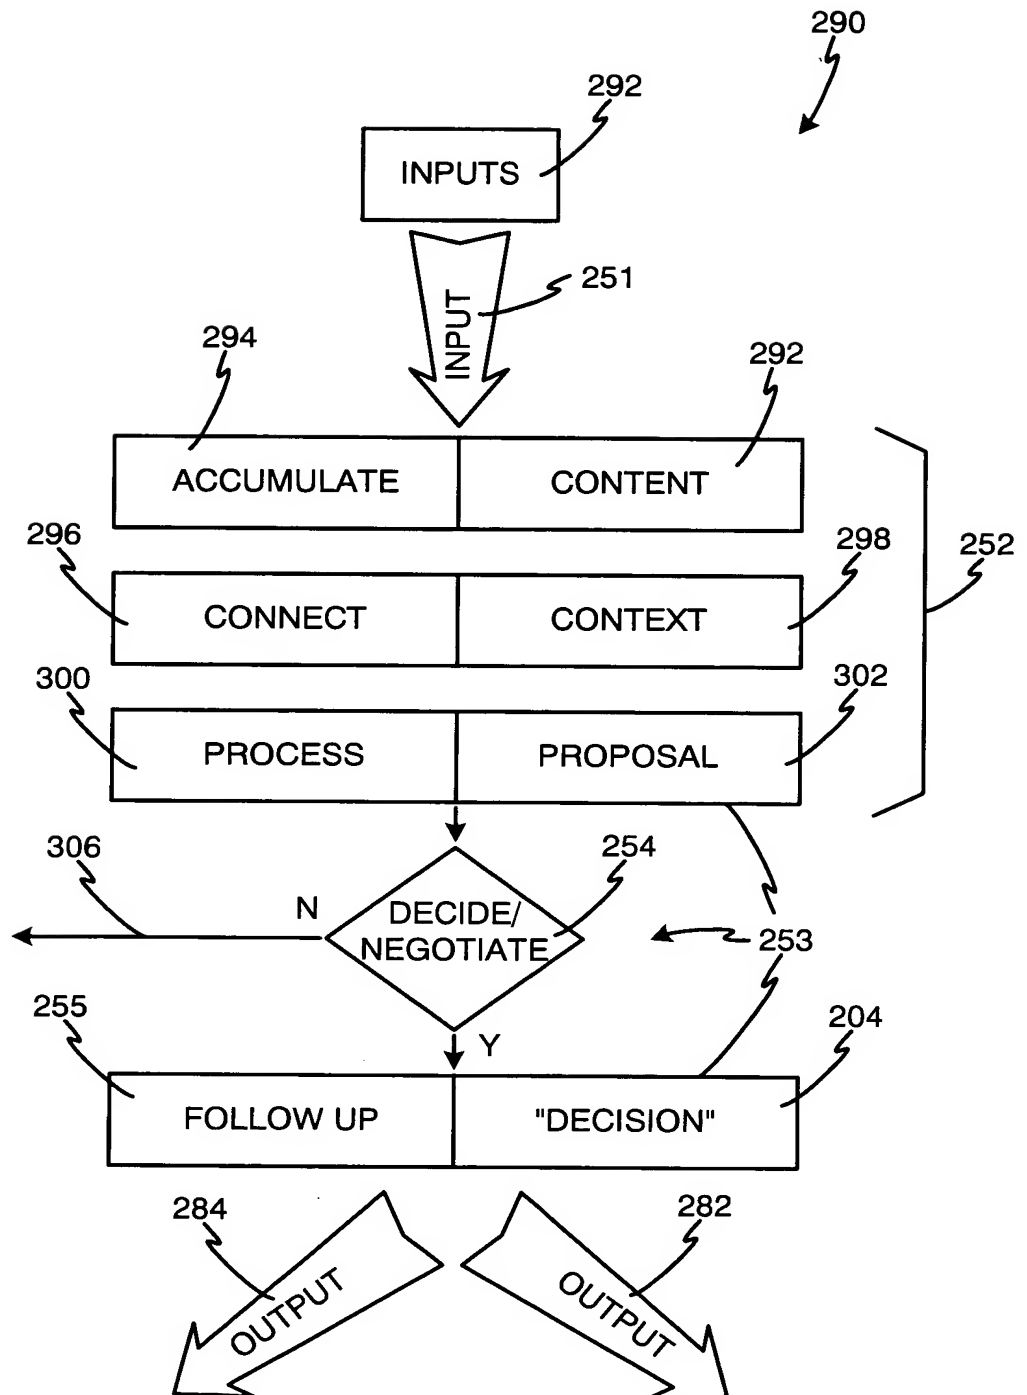 290
292
INPUTS
251
INPUT
294
292
ACCUMULATE CONTENT
296
298
252
CONNECT CONTEXT
300
302
PROCESS PROPOSAL
306
254
N
DECIDE/
NEGOTIATE
253
255
Y
204
FOLLOW UP "DECISION"
284
282
OUTPUT OUTPUT